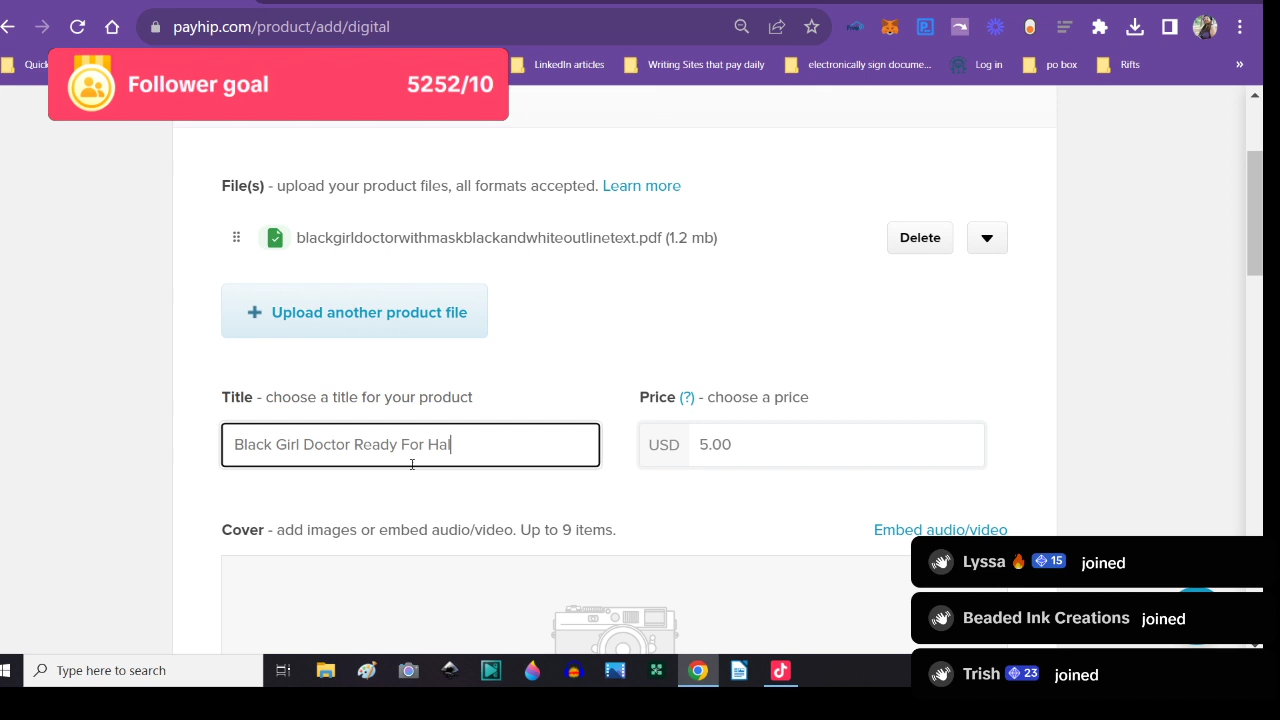 payhip.com/product/add/digital
Quick
LinkedIn articles
Writing Sites that pay daily
electronically sign docume...
Log in
po box
Rifts
»
Follower goal
5252/10
File(s) - upload your product files, all formats accepted. Learn more
blackgirldoctorwithmaskblackandwhiteoutlinetext.pdf (1.2 mb)
Delete
+ Upload another product file
Title - choose a title for your product
Price (?) - choose a price
Black Girl Doctor Ready For Hal
USD 5.00
Cover - add images or embed audio/video. Up to 9 items.
Embed audio/video
Lyssa 🔥 15 joined
Beaded Ink Creations joined
Trish 23 joined
Type here to search